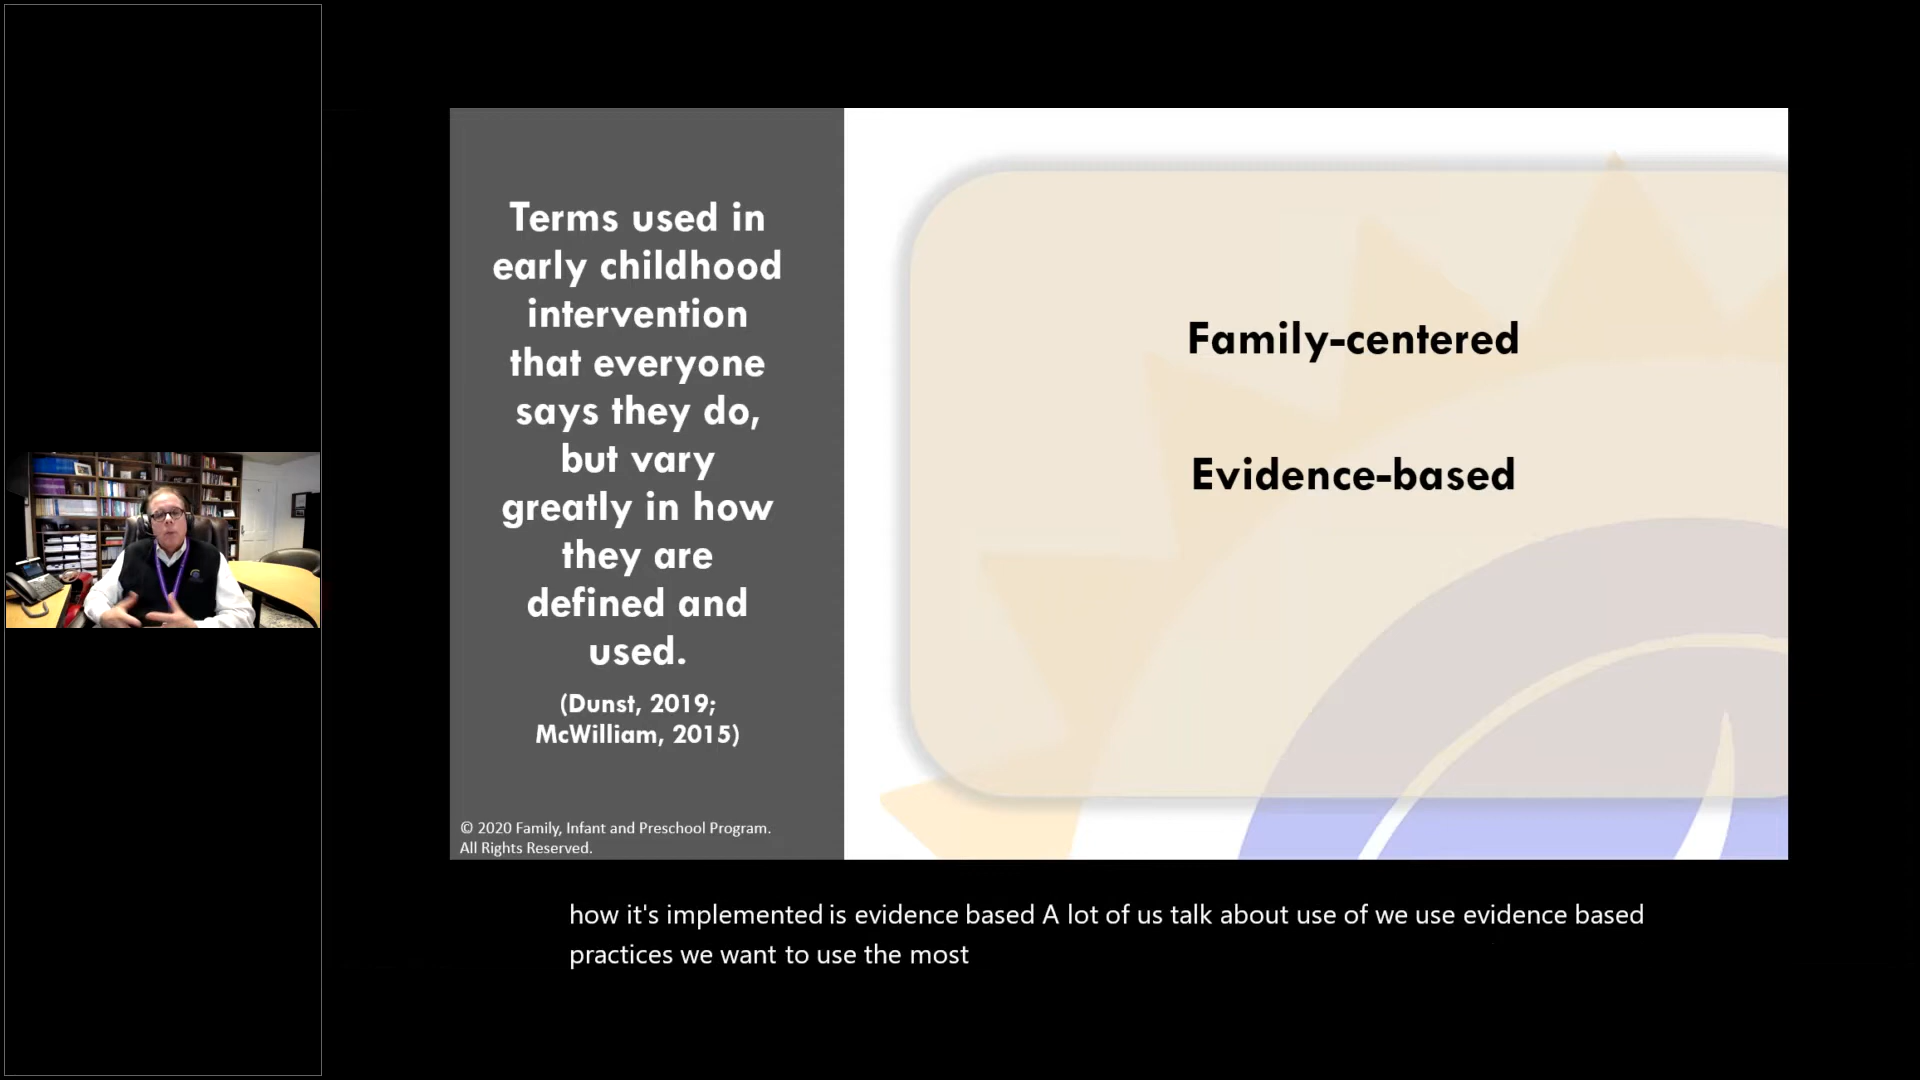 Terms used in
early childhood
intervention
that everyone
says they do,
but vary
greatly in how
they are
defined and
used.
(Dunst, 2019;
McWilliam, 2015)
© 2020 Family, Infant and Preschool Program.
All Rights Reserved.
Family-centered
Evidence-based
how it's implemented is evidence based A lot of us talk about use of we use evidence based
practices we want to use the most